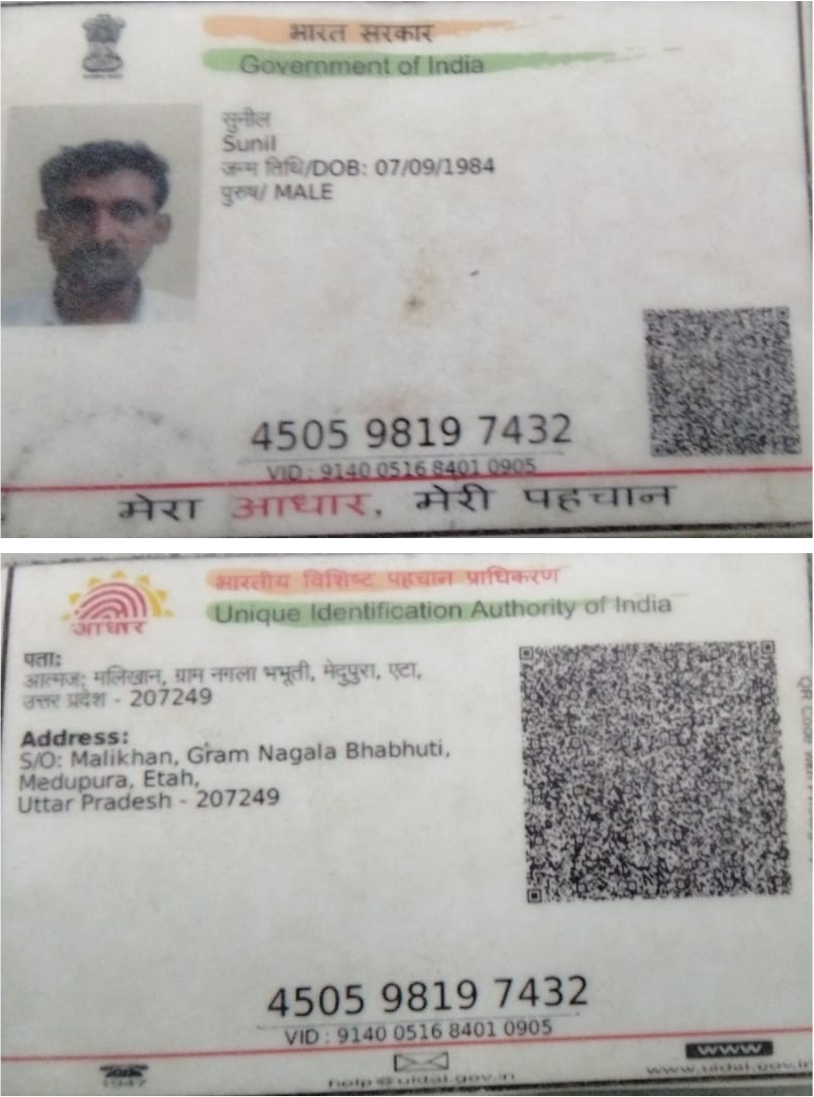 भारत सरकार
Government of India
सुनील
Sunil
जन्म तिथि/DOB: 07/09/1984
पुरुष/ MALE
4505 9819 7432
VID : 9140 0516 8401 0905
मेरा आधार, मेरी पहचान
भारतीय विशिष्ट पहचान प्राधिकरण
Unique Identification Authority of India
आधार
पता:
आत्मज: मलिखान, ग्राम नगला भभूती, मेदुपुरा, एटा,
उत्तर प्रदेश - 207249
Address:
S/O: Malikhan, Gram Nagala Bhabhuti,
Medupura, Etah,
Uttar Pradesh - 207249
QR Code with
4505 9819 7432
VID : 9140 0516 8401 0905
1947
help@uidai.gov.in
www
www.uidai.gov.in